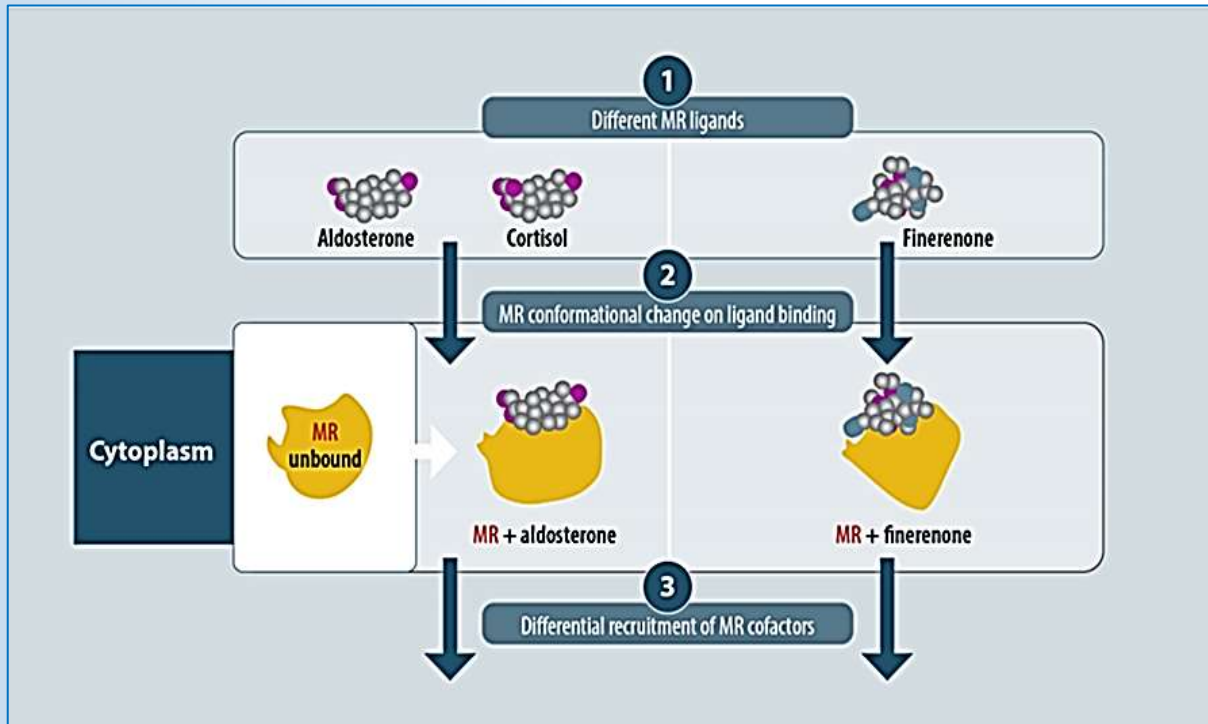 1
Different MR ligands
Aldosterone
Cortisol
Finerenone
2
MR conformational change on ligand binding
Cytoplasm
MR
unbound
MR + aldosterone
MR + finerenone
3
Differential recruitment of MR cofactors